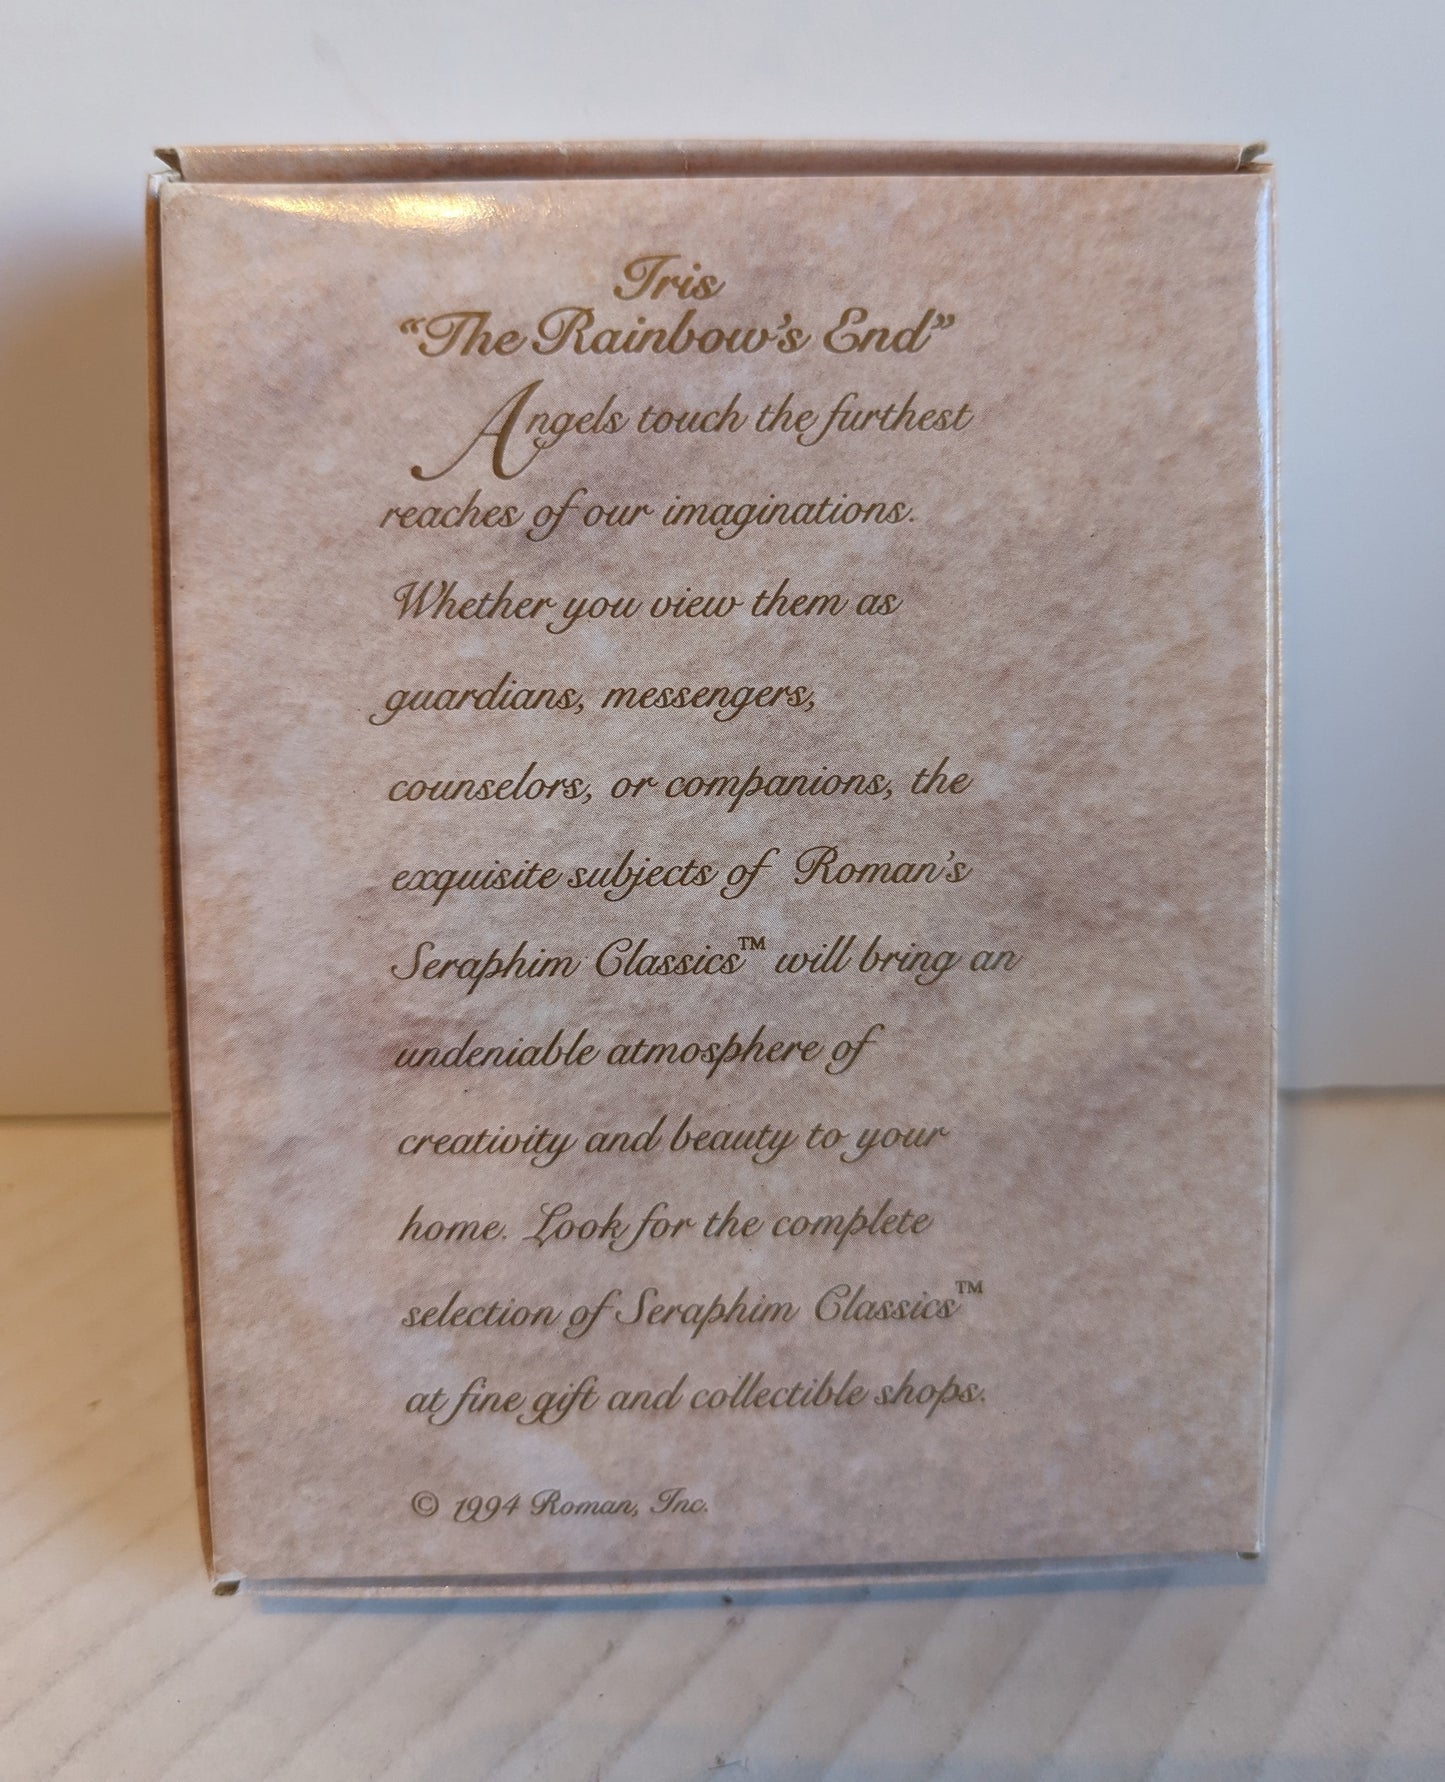 Iris
“The Rainbow’s End”
Angels touch the furthest
reaches of our imaginations.
Whether you view them as
guardians, messengers,
counselors, or companions, the
exquisite subjects of Roman’s
Seraphim Classics™ will bring an
undeniable atmosphere of
creativity and beauty to your
home. Look for the complete
selection of Seraphim Classics™
at fine gift and collectible shops.
© 1994 Roman, Inc.